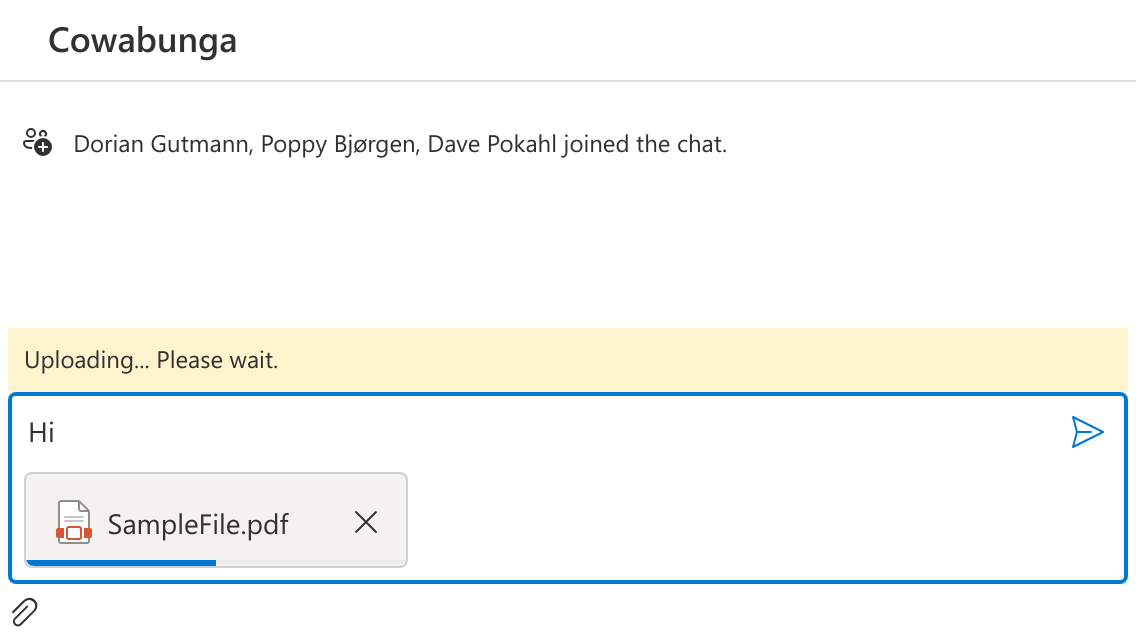 Cowabunga
Dorian Gutmann, Poppy Bjørgen, Dave Pokahl joined the chat.
Uploading... Please wait.
Hi
SampleFile.pdf